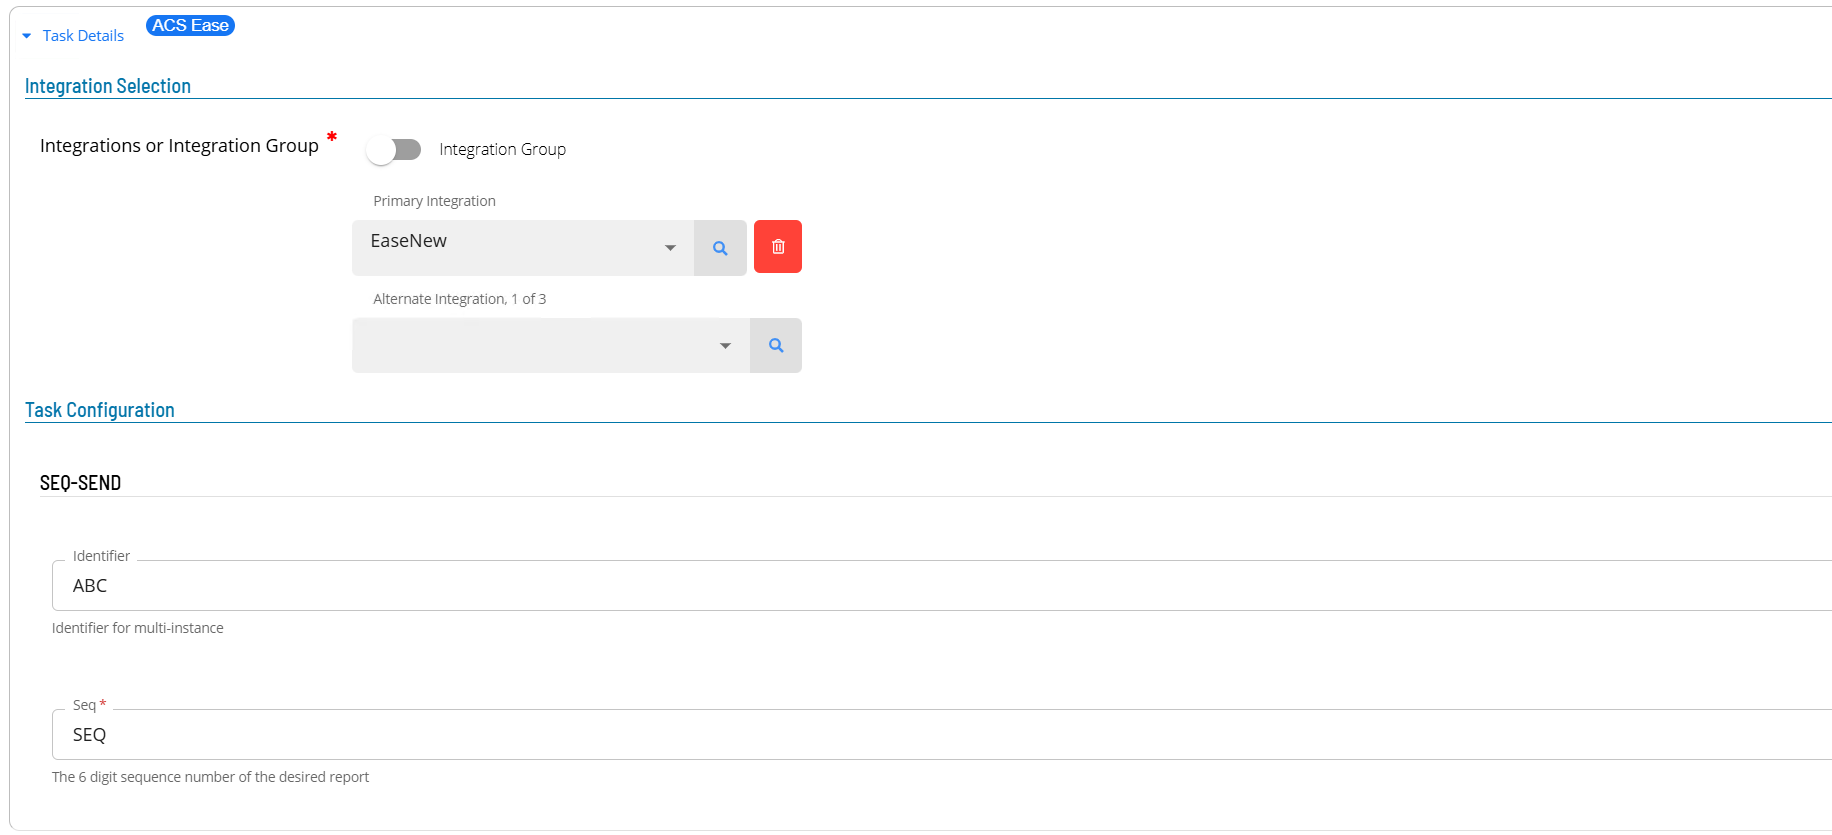 Task Details ACS Ease
Integration Selection
Integrations or Integration Group *
Integration Group
Primary Integration
EaseNew
Alternate Integration, 1 of 3
Task Configuration
SEQ-SEND
Identifier
ABC
Identifier for multi-instance
Seq *
SEQ
The 6 digit sequence number of the desired report